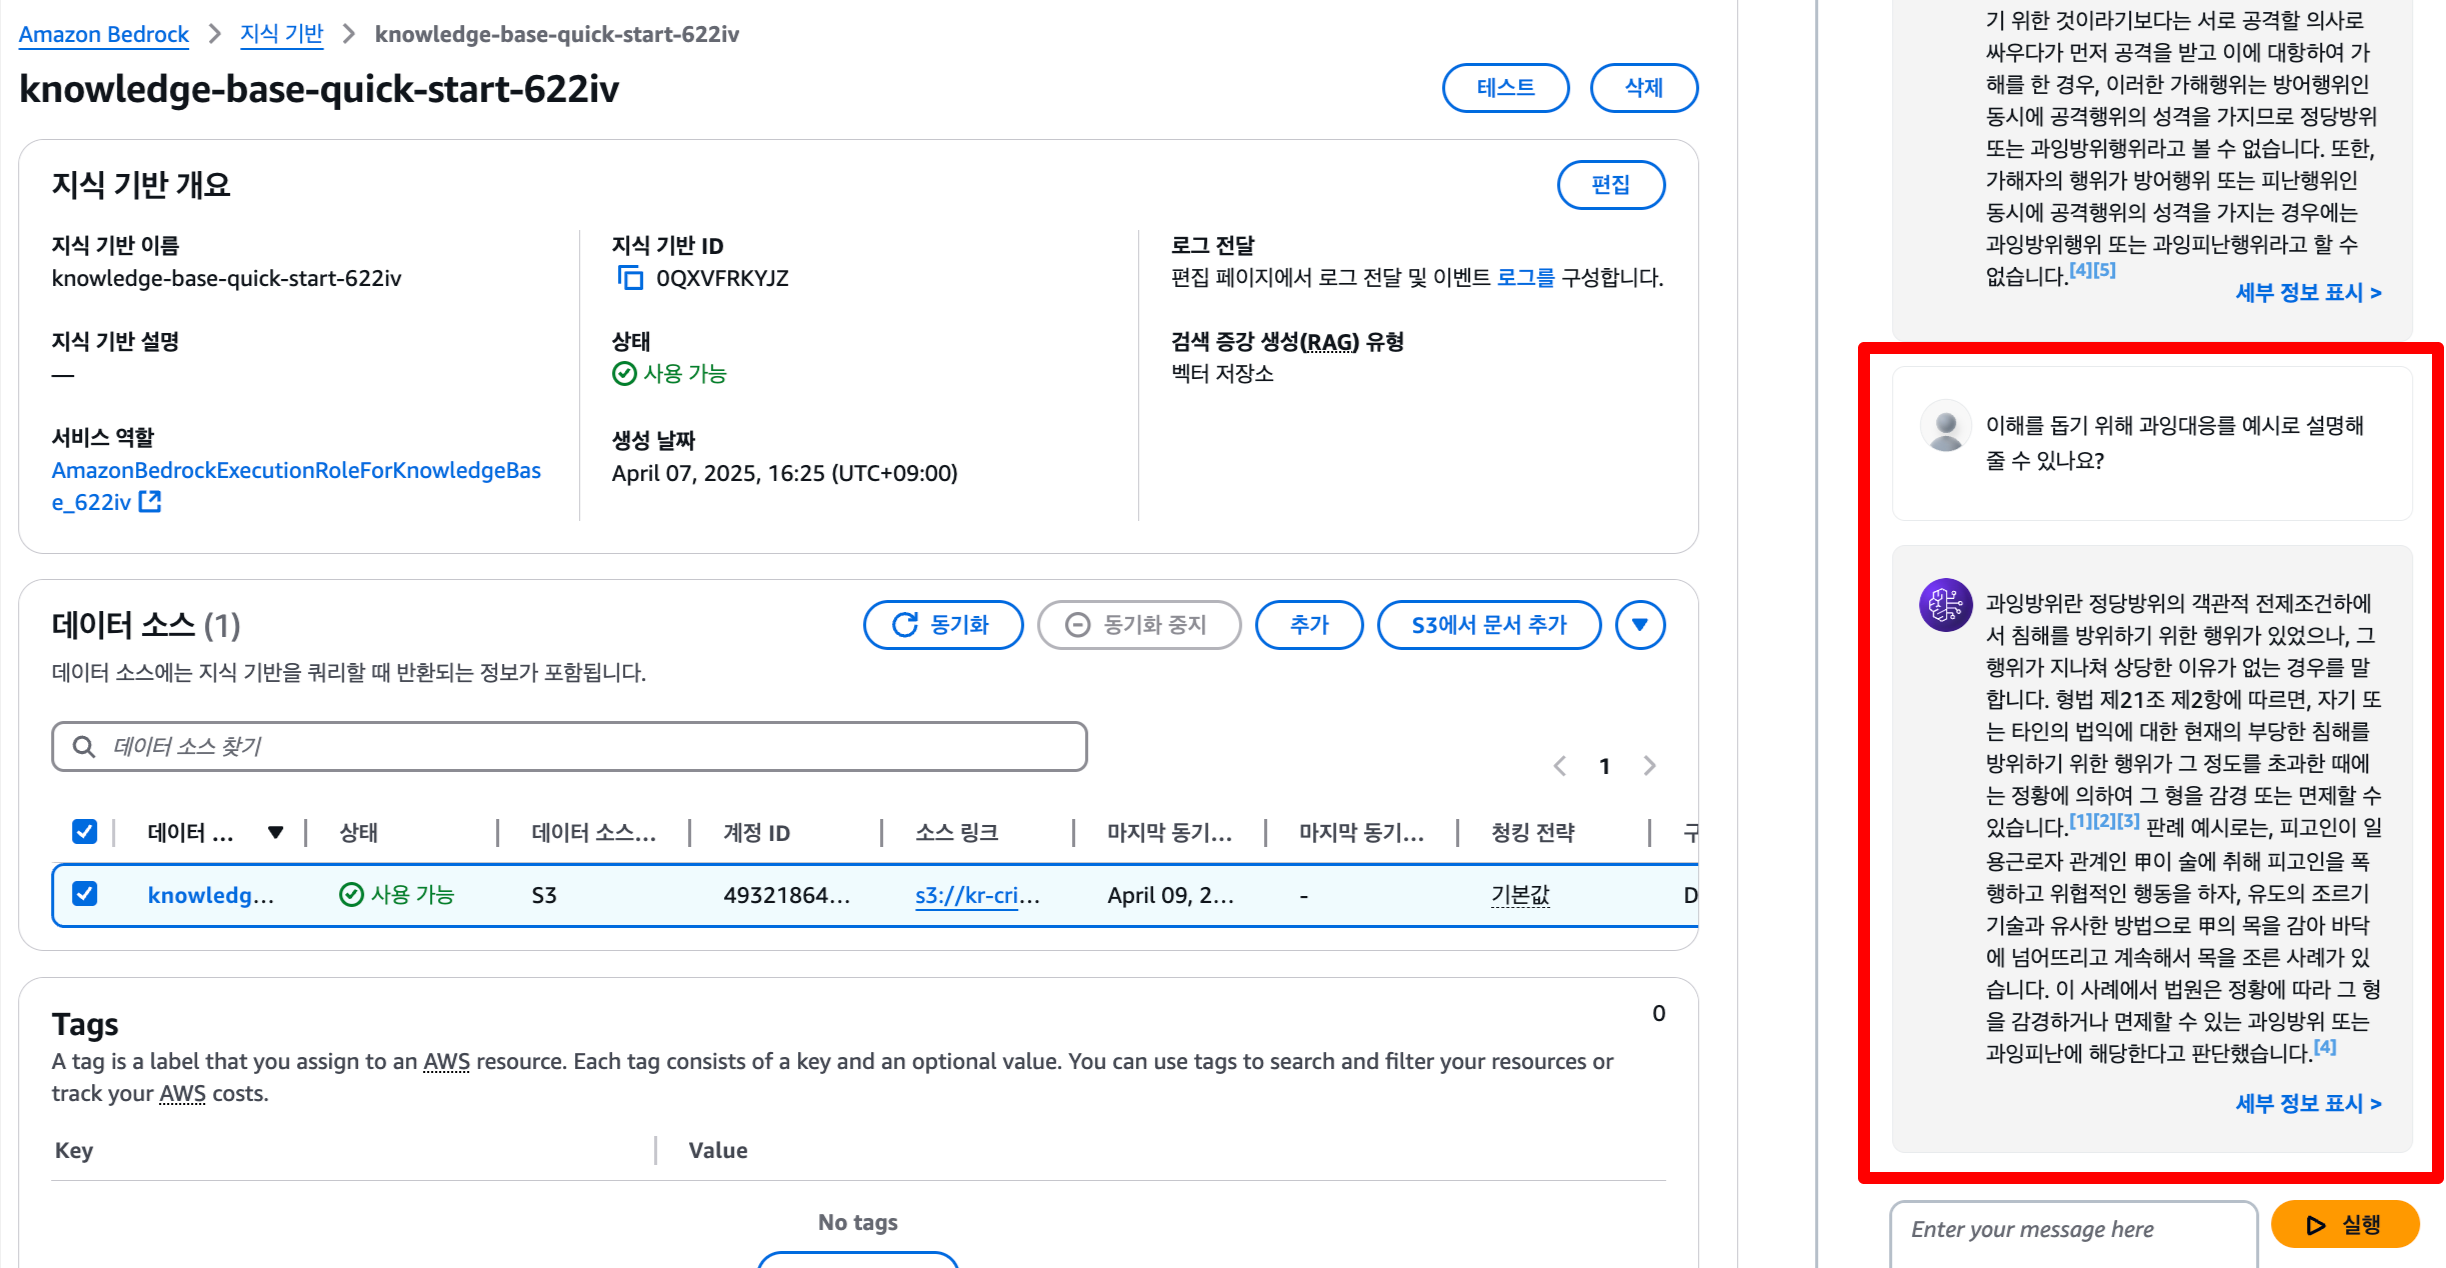 Amazon Bedrock > 지식 기반 > knowledge-base-quick-start-622iv
knowledge-base-quick-start-622iv
테스트
삭제
지식 기반 개요
편집
지식 기반 이름
knowledge-base-quick-start-622iv
지식 기반 설명
—
서비스 역할
AmazonBedrockExecutionRoleForKnowledgeBas
e_622iv
지식 기반 ID
0QXVFRKYJZ
상태
사용 가능
생성 날짜
April 07, 2025, 16:25 (UTC+09:00)
로그 전달
편집 페이지에서 로그 전달 및 이벤트 로그를 구성합니다.
검색 증강 생성(RAG) 유형
벡터 저장소
데이터 소스 (1)
동기화
동기화 중지
추가
S3에서 문서 추가
데이터 소스에는 지식 기반을 쿼리할 때 반환되는 정보가 포함됩니다.
데이터 소스 찾기
1
데이터 ... 상태 데이터 소스... 계정 ID 소스 링크 마지막 동기... 마지막 동기... 청킹 전략 구
knowledg... 사용 가능 S3 49321864... s3://kr-cri... April 09, 2... - 기본값 D
Tags
0
A tag is a label that you assign to an AWS resource. Each tag consists of a key and an optional value. You can use tags to search and filter your resources or
track your AWS costs.
Key Value
No tags
기 위한 것이라기보다는 서로 공격할 의사로
싸우다가 먼저 공격을 받고 이에 대항하여 가
해를 한 경우, 이러한 가해행위는 방어행위인
동시에 공격행위의 성격을 가지므로 정당방위
또는 과잉방위행위라고 볼 수 없습니다. 또한,
가해자의 행위가 방어행위 또는 피난행위인
동시에 공격행위의 성격을 가지는 경우에는
과잉방위행위 또는 과잉피난행위라고 할 수
없습니다.[4][5]
세부 정보 표시 >
이해를 돕기 위해 과잉대응를 예시로 설명해
줄 수 있나요?
과잉방위란 정당방위의 객관적 전제조건하에
서 침해를 방위하기 위한 행위가 있었으나, 그
행위가 지나쳐 상당한 이유가 없는 경우를 말
합니다. 형법 제21조 제2항에 따르면, 자기 또
는 타인의 법익에 대한 현재의 부당한 침해를
방위하기 위한 행위가 그 정도를 초과한 때에
는 정황에 의하여 그 형을 감경 또는 면제할 수
있습니다.[1][2][3] 판례 예시로는, 피고인이 일
용근로자 관계인 甲이 술에 취해 피고인을 폭
행하고 위협적인 행동을 하자, 유도의 조르기
기술과 유사한 방법으로 甲의 목을 감아 바닥
에 넘어뜨리고 계속해서 목을 조른 사례가 있
습니다. 이 사례에서 법원은 정황에 따라 그 형
을 감경하거나 면제할 수 있는 과잉방위 또는
과잉피난에 해당한다고 판단했습니다.[4]
세부 정보 표시 >
Enter your message here
실행